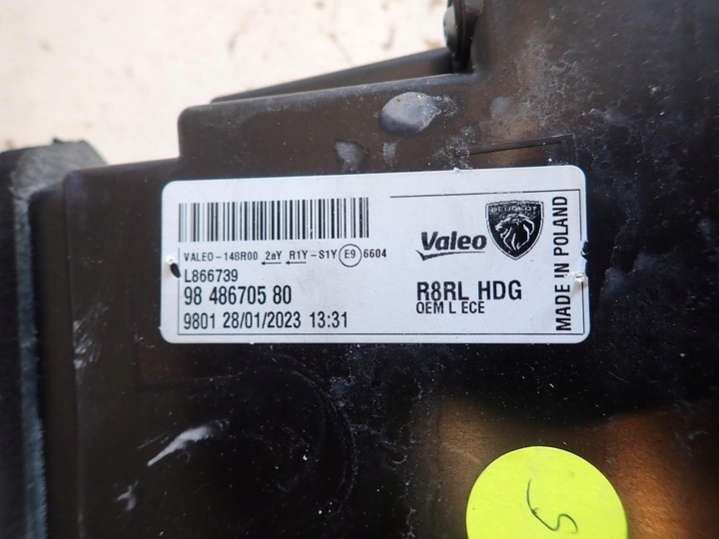 VALEO-148R00 2aY R1Y-S1Y E9 6604
L866739
98 486705 80
9801 28/01/2023 13:31
Valeo
PEUGEOT
R8RL HDG
OEM L ECE
MADE IN POLAND
5